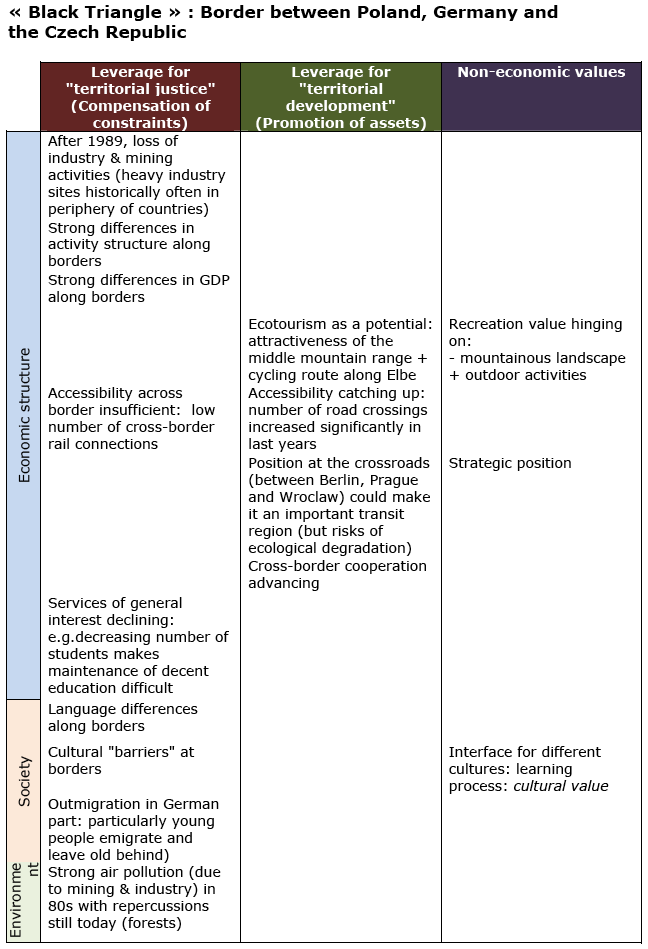 « Black Triangle » : Border between Poland, Germany and
the Czech Republic
Leverage for
"territorial justice"
(Compensation of
constraints)
Leverage for
"territorial
development"
(Promotion of assets)
Non-economic values
Economic structure
After 1989, loss of
industry & mining
activities (heavy industry
sites historically often in
periphery of countries)
Strong differences in
activity structure along
borders
Strong differences in GDP
along borders
Ecotourism as a potential:
attractiveness of the
middle mountain range +
cycling route along Elbe
Recreation value hinging
on:
- mountainous landscape
+ outdoor activities
Accessibility across
border insufficient:  low
number of cross-border
rail connections
Accessibility catching up:
number of road crossings
increased significantly in
last years
Position at the crossroads
(between Berlin, Prague
and Wroclaw) could make
it an important transit
region (but risks of
ecological degradation)
Strategic position
Cross-border cooperation
advancing
Services of general
interest declining:
e.g.decreasing number of
students makes
maintenance of decent
education difficult
Society
Language differences
along borders
Cultural "barriers" at
borders
Interface for different
cultures: learning
process: cultural value
Outmigration in German
part: particularly young
people emigrate and
leave old behind)
Environme
nt
Strong air pollution (due
to mining & industry) in
80s with repercussions
still today (forests)